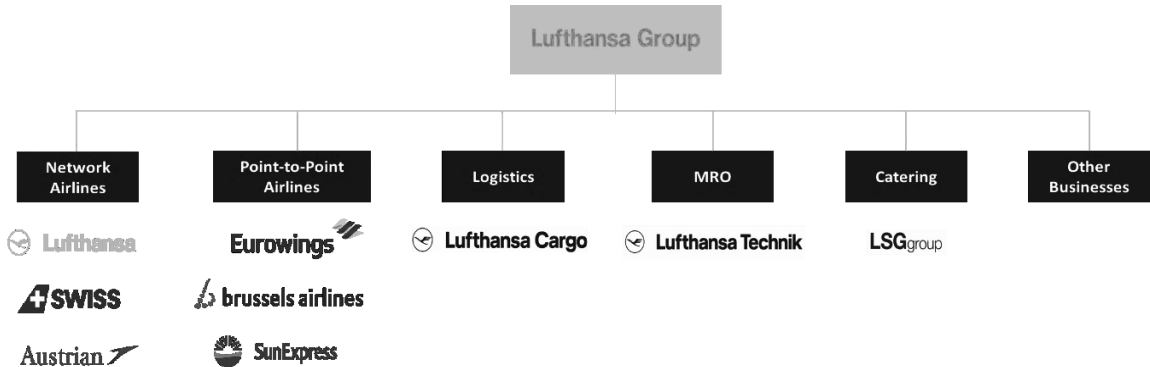 Lufthansa Group
Network
Airlines
Point-to-Point
Airlines
Logistics
MRO
Catering
Other
Businesses
Lufthansa
Eurowings
Lufthansa Cargo
Lufthansa Technik
LSGgroup
SWISS
brussels airlines
Austrian
SunExpress